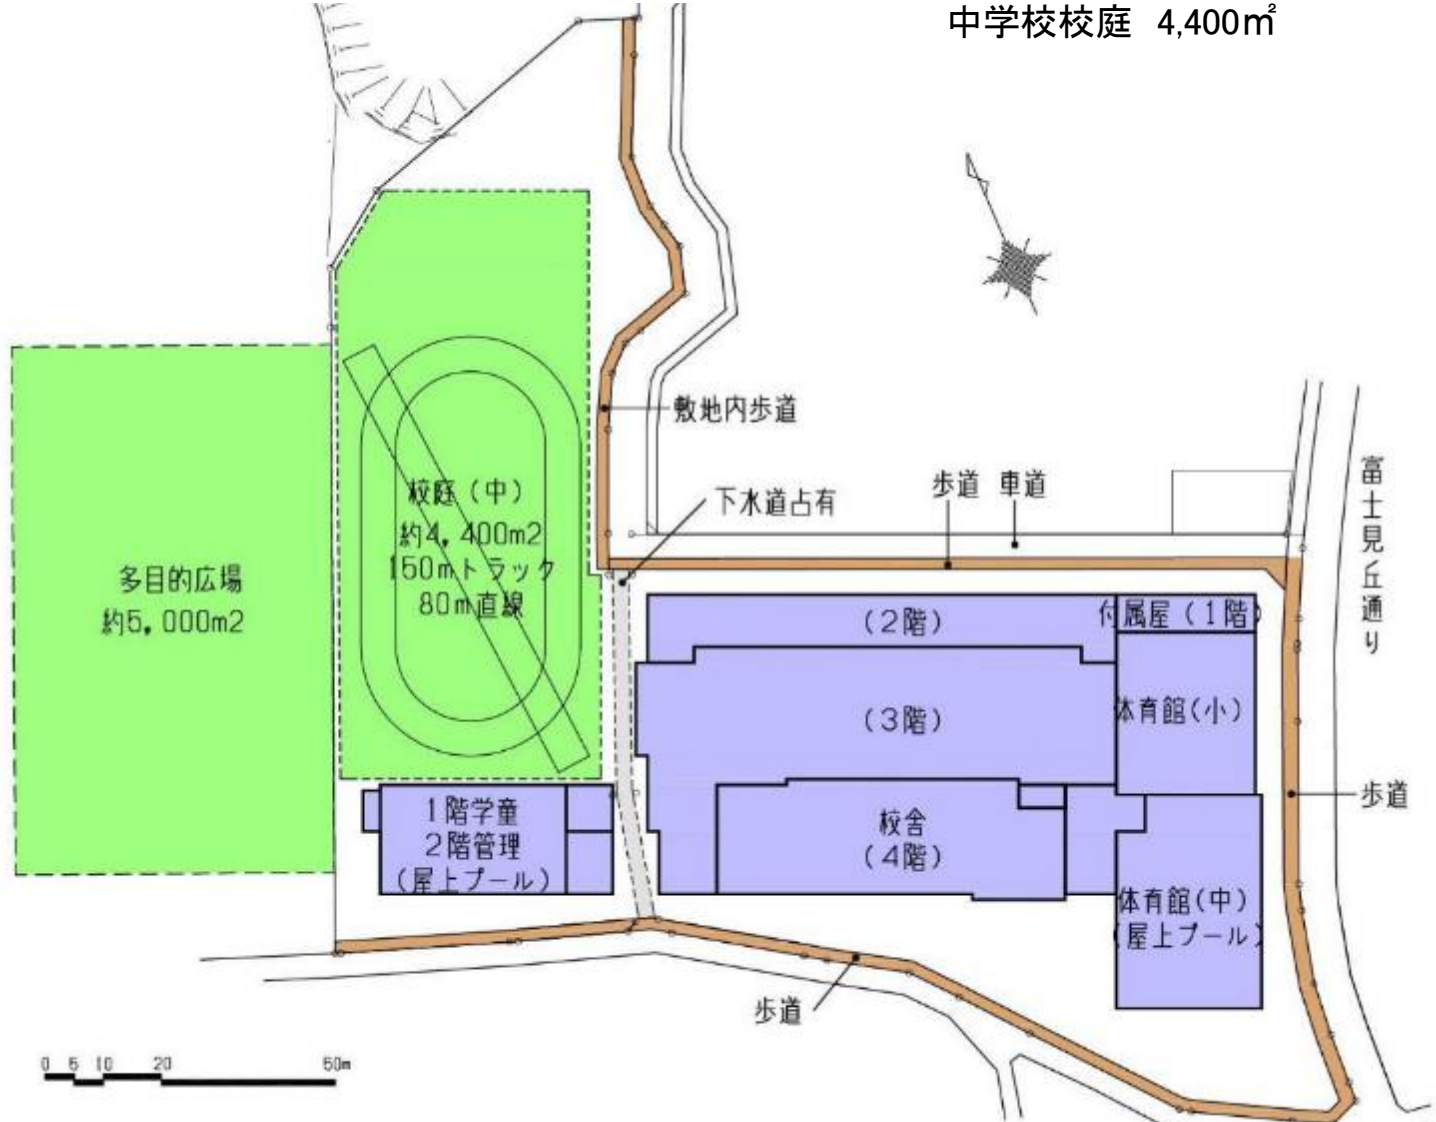 中学校校庭 4,400㎡
敷地内歩道
下水道占有
歩道
車道
富士見丘通り
校庭（中）
約4，400m2
150mトラック
80m直線
多目的広場
約5，000m2
（2階）
付属屋（1階）
（3階）
体育館(小)
校舎
（4階）
1階学童
2階管理
（屋上プール）
体育館(中)
（屋上プール）
歩道
歩道
0 5 10 20 50m